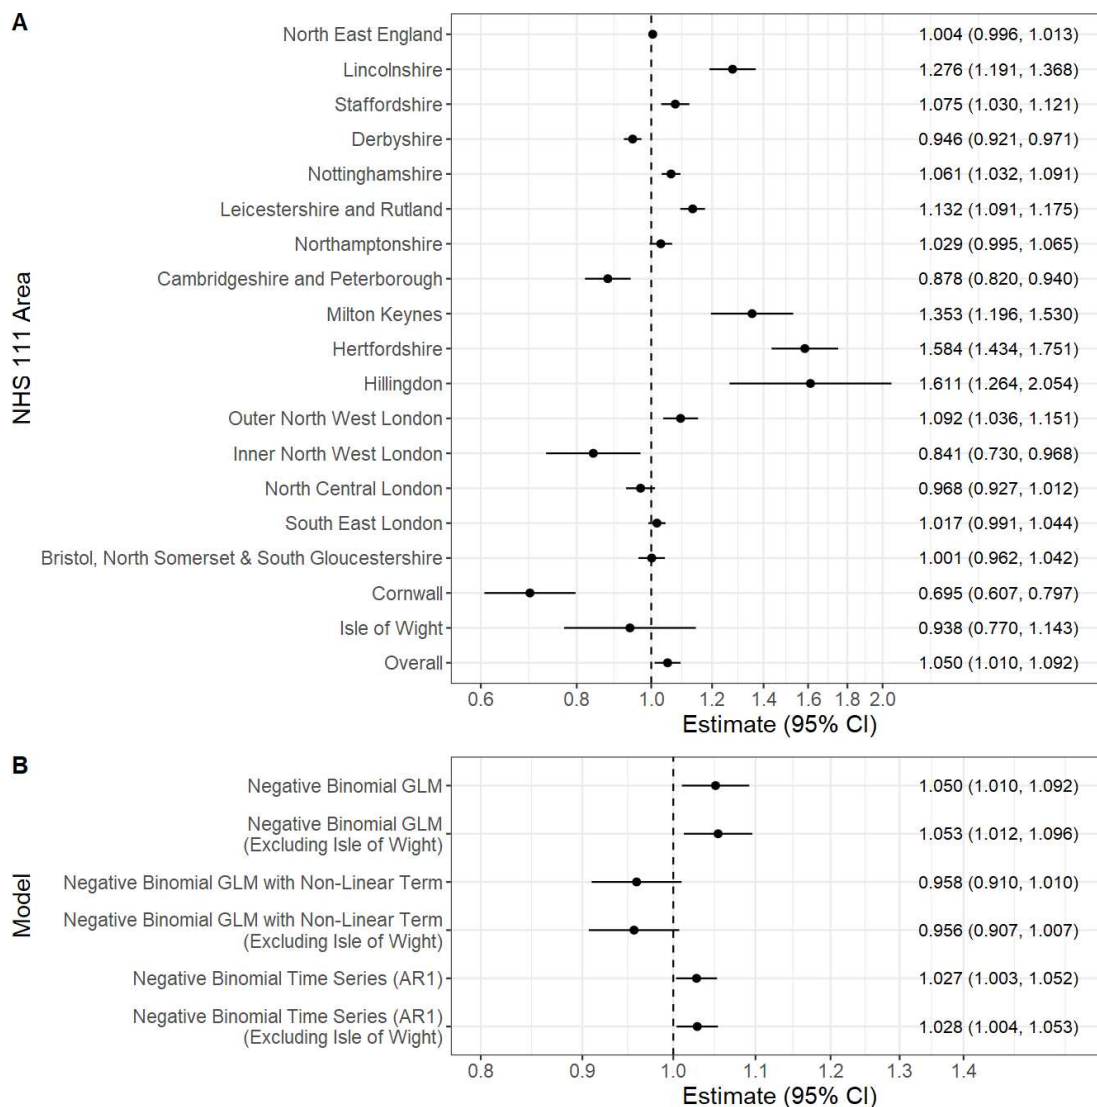 A
NHS 111 Area
North East England 1.004 (0.996, 1.013)
Lincolnshire 1.276 (1.191, 1.368)
Staffordshire 1.075 (1.030, 1.121)
Derbyshire 0.946 (0.921, 0.971)
Nottinghamshire 1.061 (1.032, 1.091)
Leicestershire and Rutland 1.132 (1.091, 1.175)
Northamptonshire 1.029 (0.995, 1.065)
Cambridgeshire and Peterborough 0.878 (0.820, 0.940)
Milton Keynes 1.353 (1.196, 1.530)
Hertfordshire 1.584 (1.434, 1.751)
Hillingdon 1.611 (1.264, 2.054)
Outer North West London 1.092 (1.036, 1.151)
Inner North West London 0.841 (0.730, 0.968)
North Central London 0.968 (0.927, 1.012)
South East London 1.017 (0.991, 1.044)
Bristol, North Somerset & South Gloucestershire 1.001 (0.962, 1.042)
Cornwall 0.695 (0.607, 0.797)
Isle of Wight 0.938 (0.770, 1.143)
Overall 1.050 (1.010, 1.092)
0.6 0.8 1.0 1.2 1.4 1.6 1.8 2.0
Estimate (95% CI)
B
Model
Negative Binomial GLM 1.050 (1.010, 1.092)
Negative Binomial GLM
(Excluding Isle of Wight) 1.053 (1.012, 1.096)
Negative Binomial GLM with Non-Linear Term 0.958 (0.910, 1.010)
Negative Binomial GLM with Non-Linear Term
(Excluding Isle of Wight) 0.956 (0.907, 1.007)
Negative Binomial Time Series (AR1) 1.027 (1.003, 1.052)
Negative Binomial Time Series (AR1)
(Excluding Isle of Wight) 1.028 (1.004, 1.053)
0.8 0.9 1.0 1.1 1.2 1.3 1.4
Estimate (95% CI)